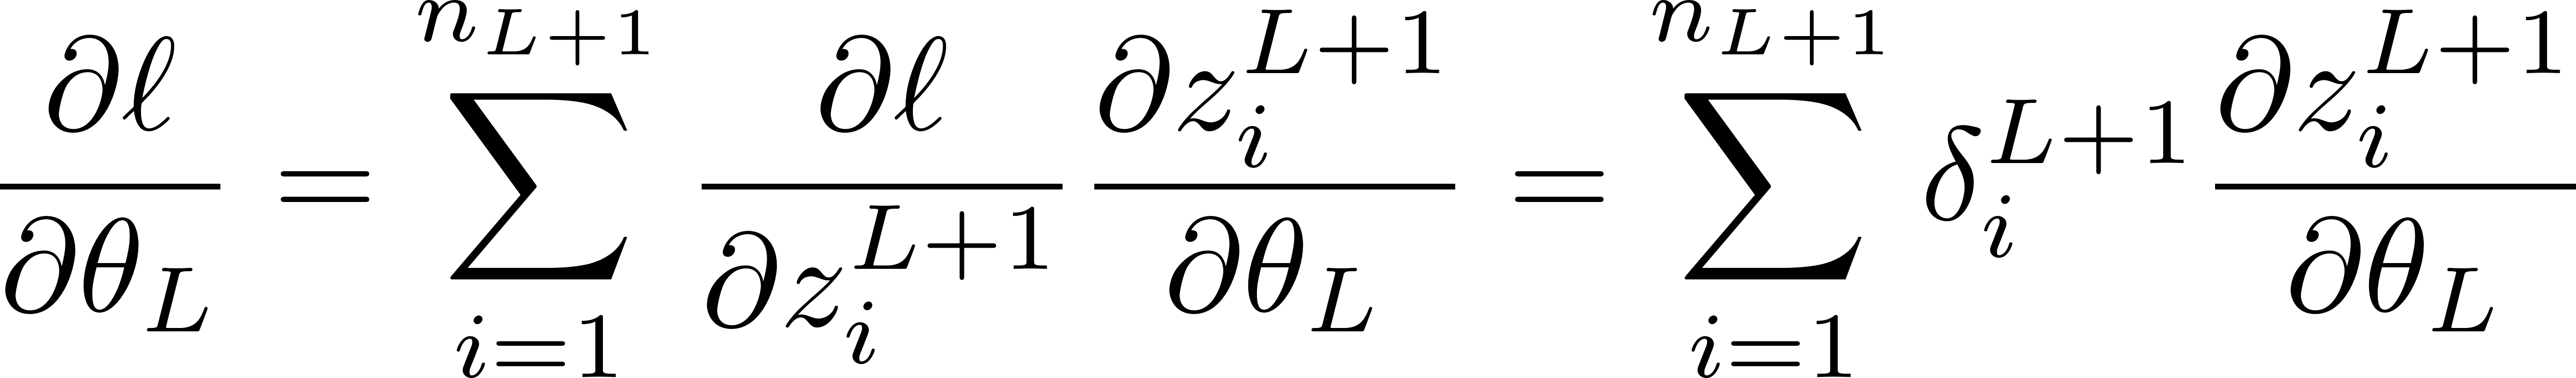 \frac{\partial \ell}{\partial \theta_L} = \sum_{i=1}^{n_{L+1}} \frac{\partial \ell}{\partial z_i^{L+1}} \frac{\partial z_i^{L+1}}{\partial \theta_L} = \sum_{i=1}^{n_{L+1}} \delta_i^{L+1} \frac{\partial z_i^{L+1}}{\partial \theta_L}